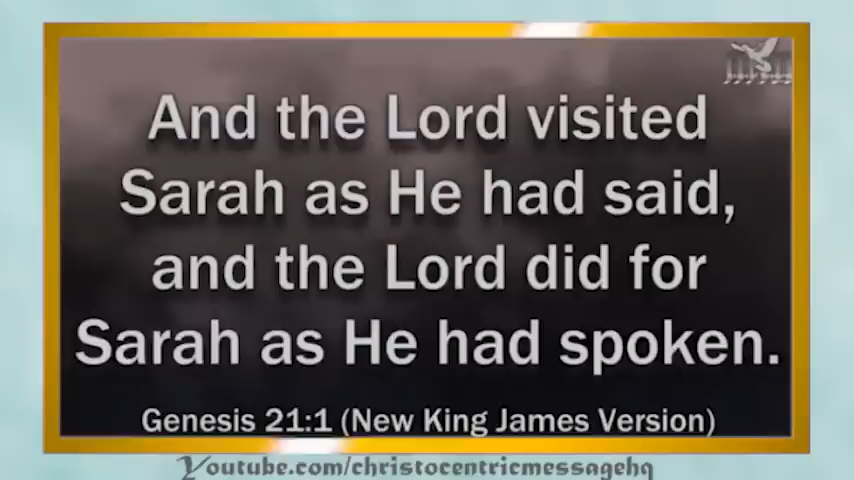 And the Lord visited
Sarah as He had said,
and the Lord did for
Sarah as He had spoken.
Genesis 21:1 (New King James Version)
Youtube.com/christocentricmessagehq